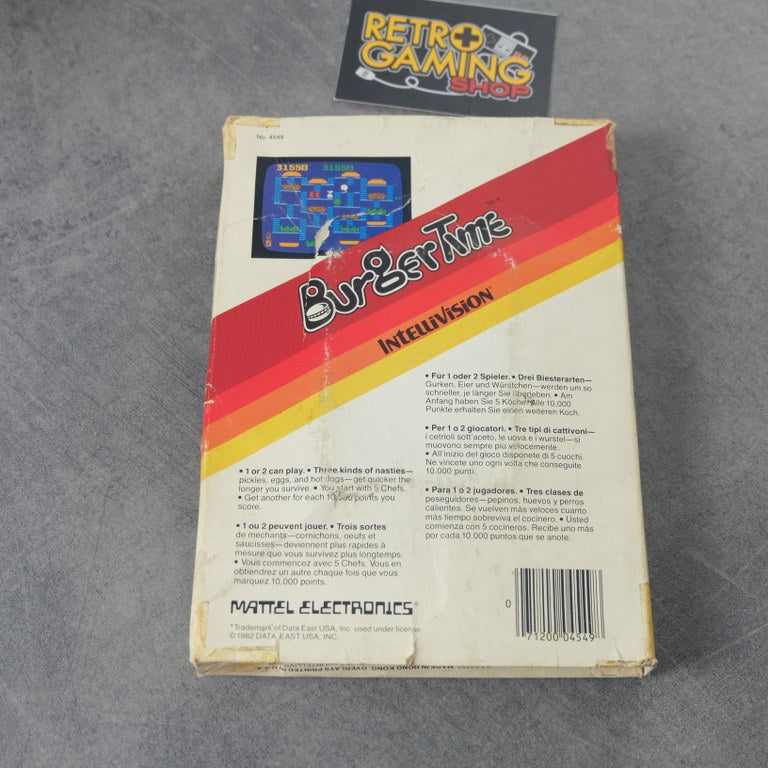 RETRO
GAMING
SHOP
No. 4549
31550 31550
BurgerTime™*
INTELLIVISION
• Für 1 oder 2 Spieler. • Drei Biesterarten—
Gurken, Eier und Würstchen—werden um so
schneller, je länger Sie überleben. • Am
Anfang haben Sie 5 Köche. Alle 10.000
Punkte erhalten Sie einen weiteren Koch.
• Per 1 o 2 giocatori. • Tre tipi di cattivoni—
i cetrioli sott'aceto, le uova e i wurstel—si
muovono sempre più velocemente.
• All'inizio del gioco disponete di 5 cuochi.
Ne vincete uno ogni volta che conseguite
10.000 punti.
• Para 1 ó 2 jugadores. • Tres clases de
peseguidores—pepinos, huevos y perros
calientes. Se vuelven más veloces cuanto
más tiempo sobreviva el cocinero. • Usted
comienza con 5 cocineros. Recibe uno más
por cada 10.000 puntos que se anote.
• 1 or 2 can play. • Three kinds of nasties—
pickles, eggs, and hot dogs—get quicker the
longer you survive. • You start with 5 Chefs.
• Get another for each 10,000 points you
score.
• 1 ou 2 peuvent jouer. • Trois sortes
de méchants—cornichons, oeufs et
saucisses—deviennent plus rapides à
mesure que vous survivez plus longtemps.
• Vous commencez avec 5 Chefs. Vous en
obtiendrez un autre chaque fois que vous
marquez 10.000 points.
MATTEL ELECTRONICS®
*Trademark of Data East USA, Inc. used under license.
© 1982 DATA EAST USA, INC.
0 71200 04549
MADE IN HONG KONG, OVERLAYS PRINTED IN U.S.A.